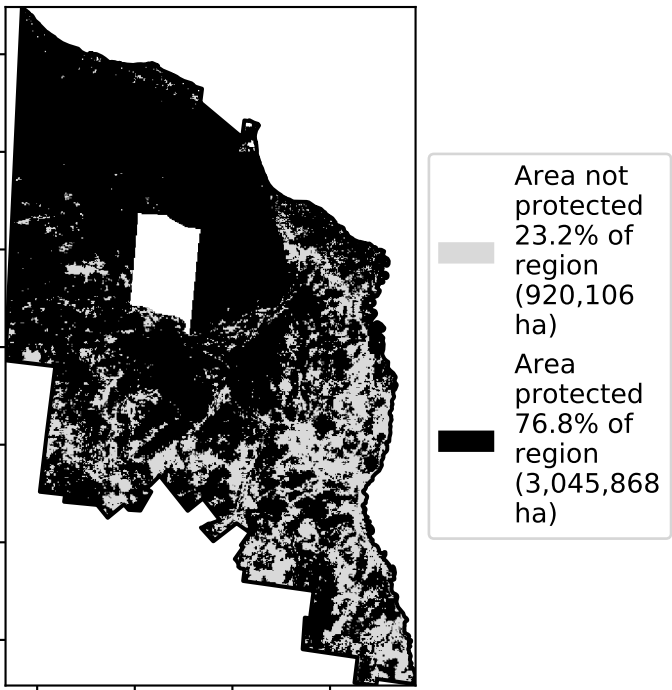 Area not
protected
23.2% of
region
(920,106
ha)
Area
protected
76.8% of
region
(3,045,868
ha)